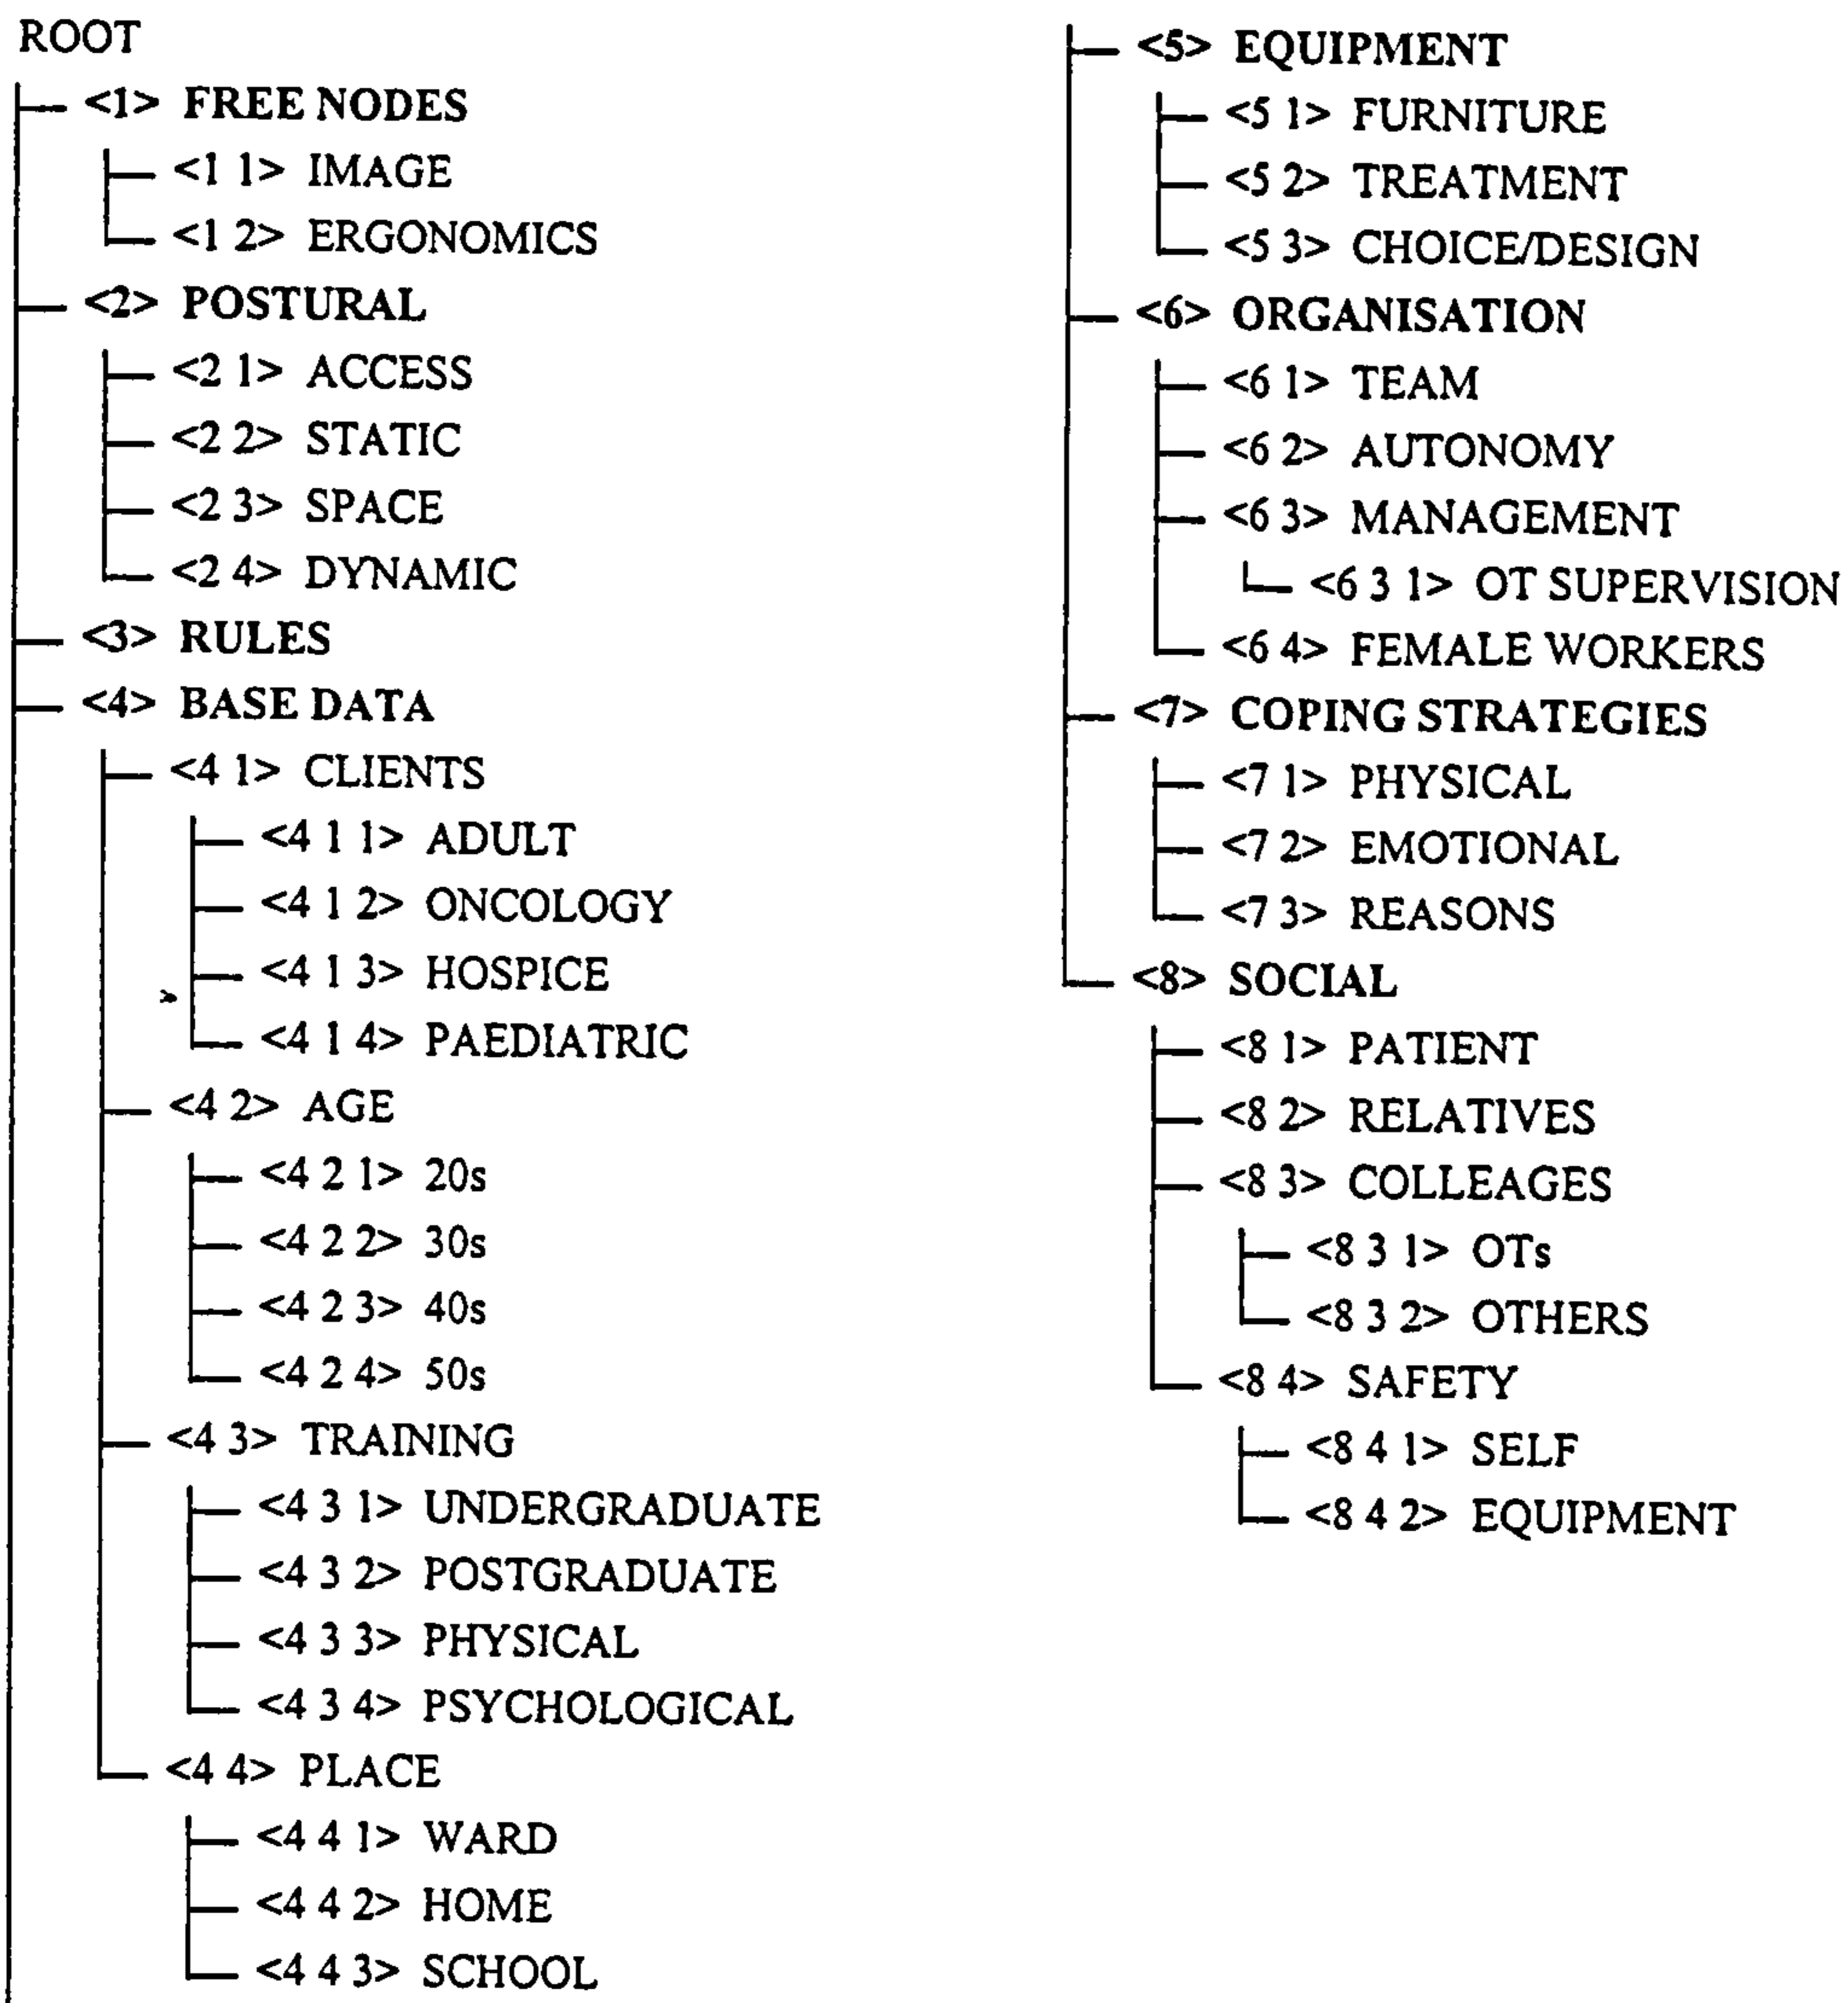 ROOT
<1> FREE NODES
<1 1> IMAGE
<1 2> ERGONOMICS
<2> POSTURAL
<2 1> ACCESS
<2 2> STATIC
<2 3> SPACE
<2 4> DYNAMIC
<3> RULES
<4> BASE DATA
<4 1> CLIENTS
<4 1 1> ADULT
<4 1 2> ONCOLOGY
<4 1 3> HOSPICE
<4 1 4> PAEDIATRIC
<4 2> AGE
<4 2 1> 20s
<4 2 2> 30s
<4 2 3> 40s
<4 2 4> 50s
<4 3> TRAINING
<4 3 1> UNDERGRADUATE
<4 3 2> POSTGRADUATE
<4 3 3> PHYSICAL
<4 3 4> PSYCHOLOGICAL
<4 4> PLACE
<4 4 1> WARD
<4 4 2> HOME
<4 4 3> SCHOOL
<5> EQUIPMENT
<5 1> FURNITURE
<5 2> TREATMENT
<5 3> CHOICE/DESIGN
<6> ORGANISATION
<6 1> TEAM
<6 2> AUTONOMY
<6 3> MANAGEMENT
<6 3 1> OT SUPERVISION
<6 4> FEMALE WORKERS
<7> COPING STRATEGIES
<7 1> PHYSICAL
<7 2> EMOTIONAL
<7 3> REASONS
<8> SOCIAL
<8 1> PATIENT
<8 2> RELATIVES
<8 3> COLLEAGES
<8 3 1> OTs
<8 3 2> OTHERS
<8 4> SAFETY
<8 4 1> SELF
<8 4 2> EQUIPMENT